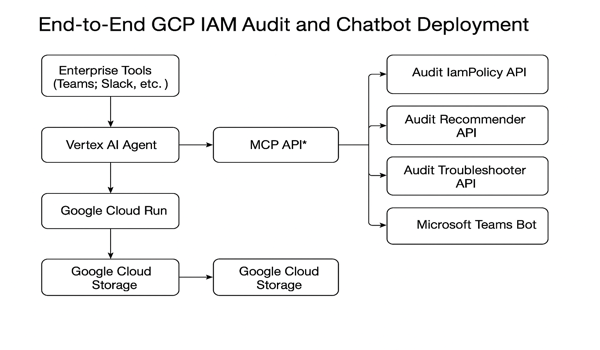 End-to-End GCP IAM Audit and Chatbot Deployment
Enterprise Tools
(Teams; Slack, etc. )
Vertex AI Agent
Google Cloud Run
Google Cloud
Storage
MCP API*
Google Cloud
Storage
Audit IamPolicy API
Audit Recommender
API
Audit Troubleshooter
API
Microsoft Teams Bot